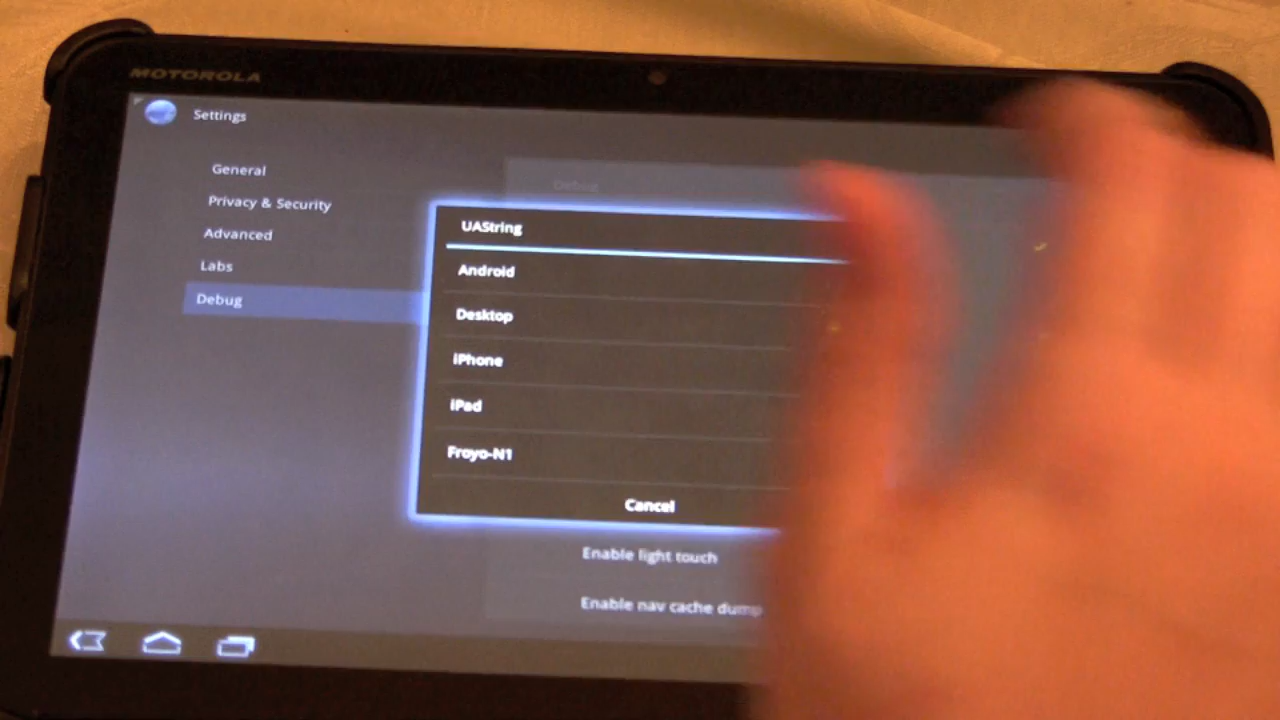 MOTOROLA
Settings
General
Privacy & Security
Advanced
Labs
Debug
Debug
UAString
Android
Desktop
iPhone
iPad
Froyo-N1
Cancel
Enable light touch
Enable nav cache dump